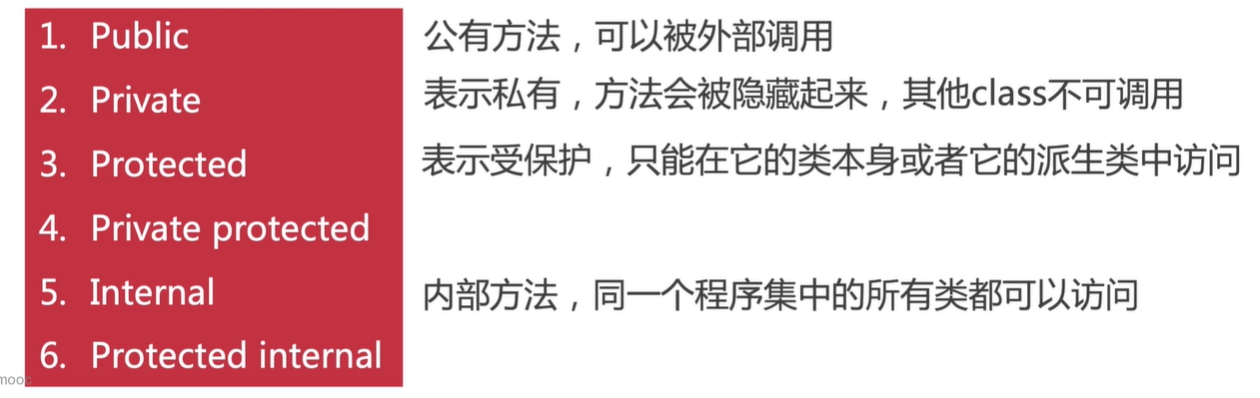 1. Public 公有方法，可以被外部调用
2. Private 表示私有，方法会被隐藏起来，其他class不可调用
3. Protected 表示受保护，只能在它的类本身或者它的派生类中访问
4. Private protected
5. Internal 内部方法，同一个程序集中的所有类都可以访问
6. Protected internal
mooc